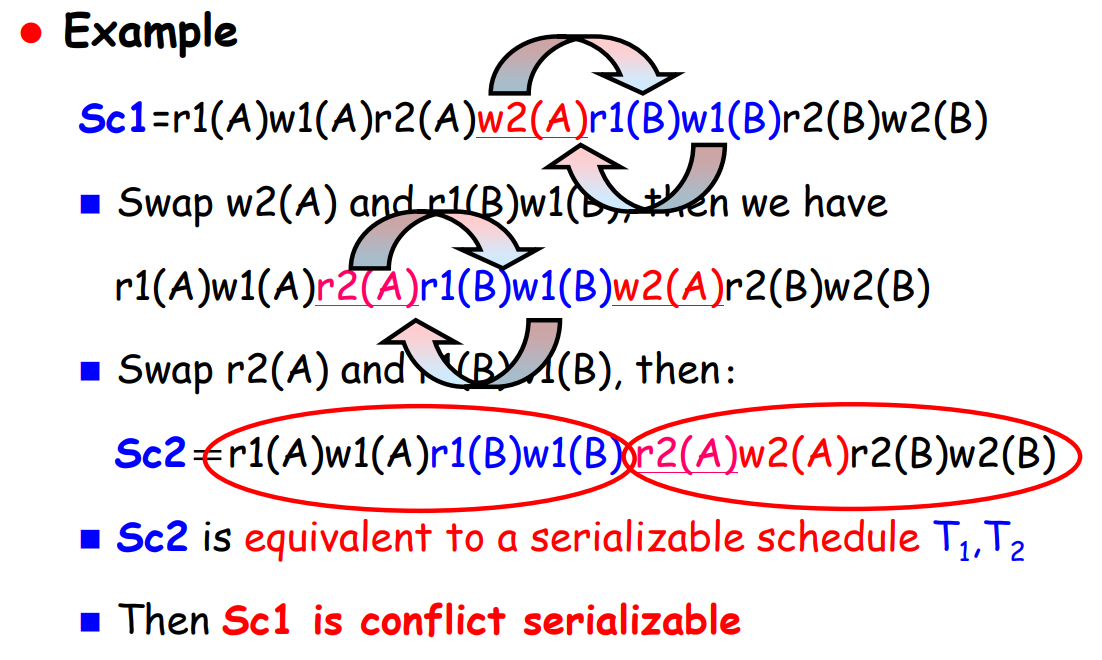 Example
Sc1=r1(A)w1(A)r2(A)w2(A)r1(B)w1(B)r2(B)w2(B)
Swap w2(A) and r1(B)w1(B), then we have
r1(A)w1(A)r2(A)r1(B)w1(B)w2(A)r2(B)w2(B)
Swap r2(A) and r1(B)w1(B), then：
Sc2=r1(A)w1(A)r1(B)w1(B)r2(A)w2(A)r2(B)w2(B)
Sc2 is equivalent to a serializable schedule T₁,T₂
Then Sc1 is conflict serializable